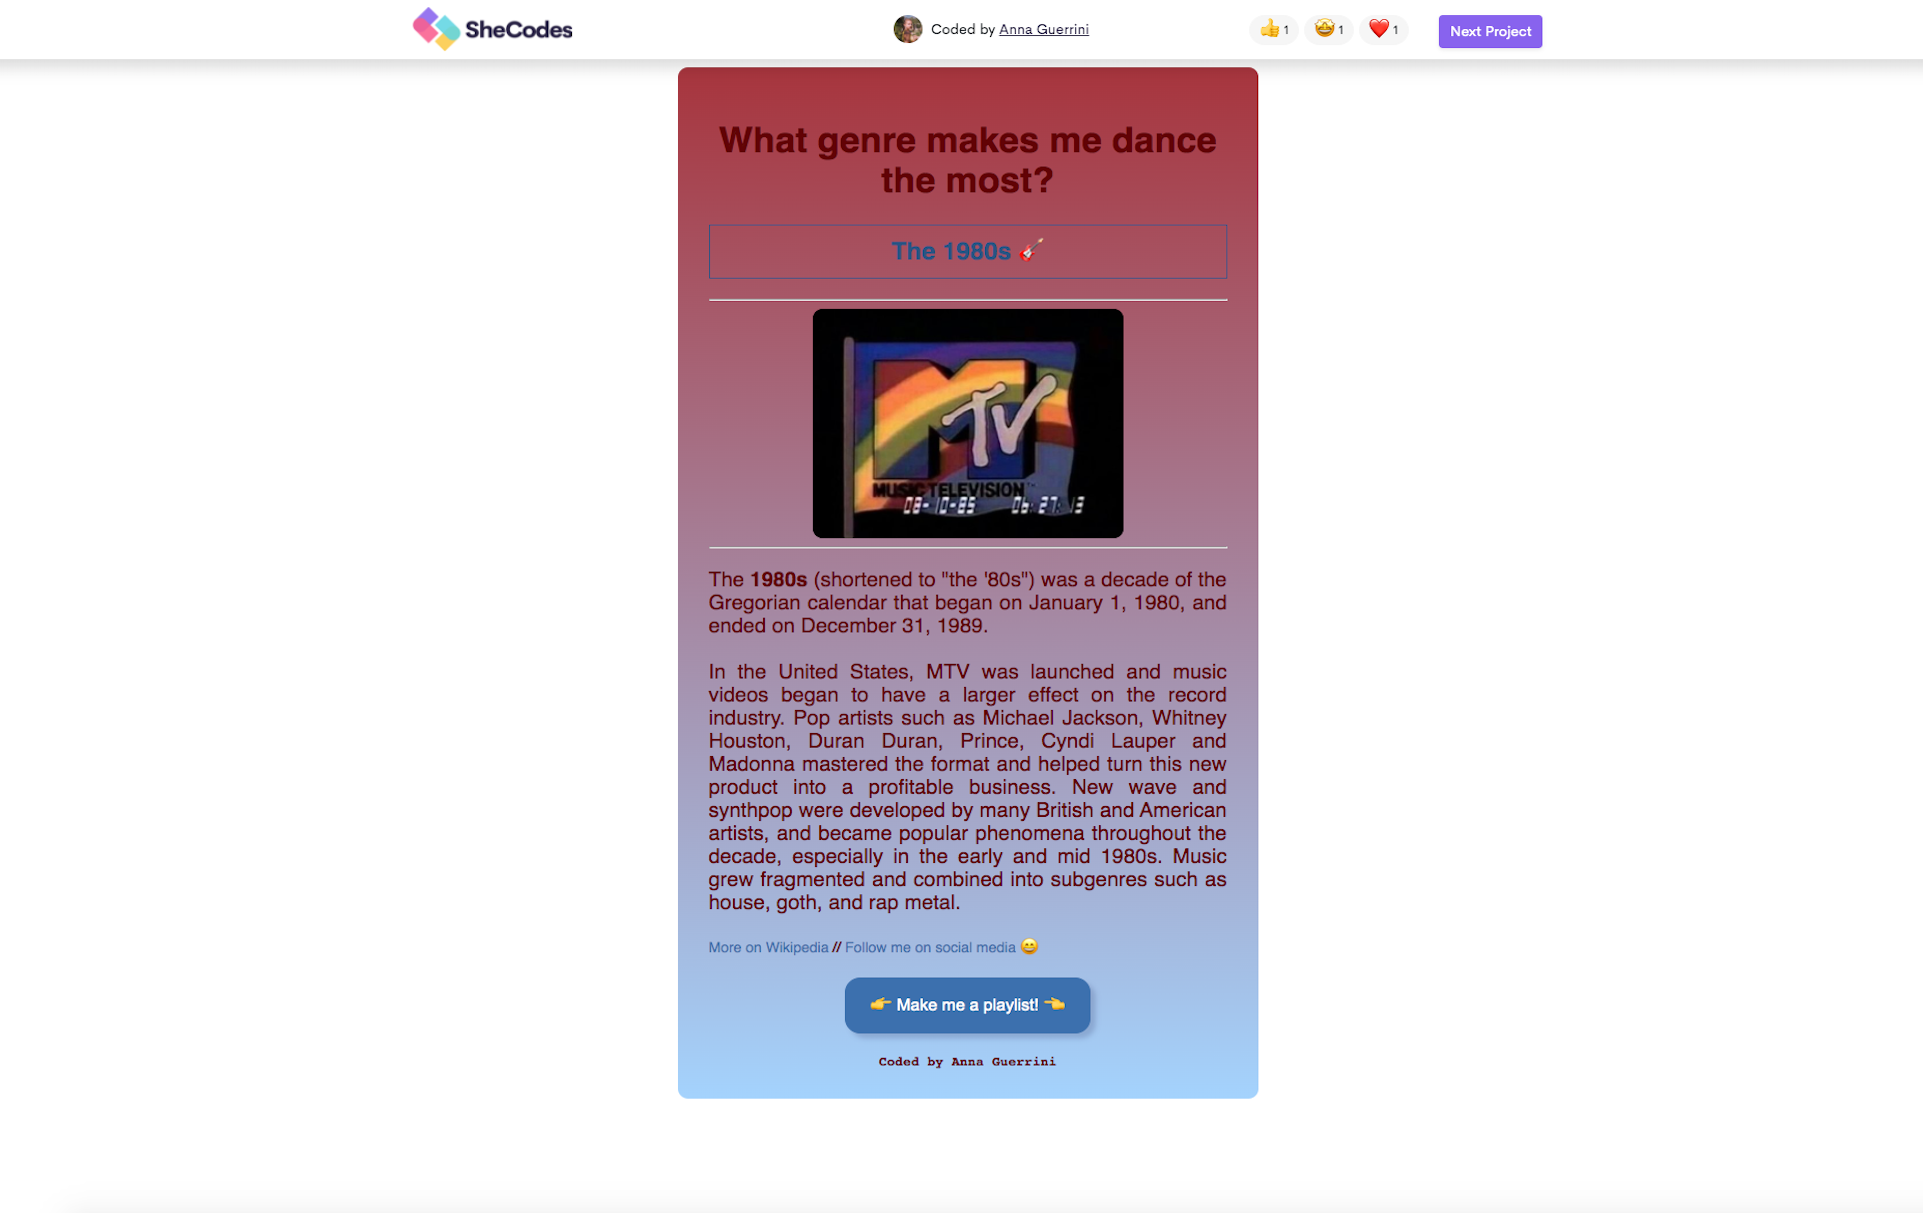 SheCodes
Coded by Anna Guerrini
👍 1 🤩 1 ❤️ 1
Next Project
What genre makes me dance
the most?
The 1980s 🎸
MTV
MUSIC TELEVISION
08-10-85 06:27:13
The 1980s (shortened to "the '80s") was a decade of the
Gregorian calendar that began on January 1, 1980, and
ended on December 31, 1989.
In the United States, MTV was launched and music
videos began to have a larger effect on the record
industry. Pop artists such as Michael Jackson, Whitney
Houston, Duran Duran, Prince, Cyndi Lauper and
Madonna mastered the format and helped turn this new
product into a profitable business. New wave and
synthpop were developed by many British and American
artists, and became popular phenomena throughout the
decade, especially in the early and mid 1980s. Music
grew fragmented and combined into subgenres such as
house, goth, and rap metal.
More on Wikipedia // Follow me on social media 😄
👉 Make me a playlist! 👈
Coded by Anna Guerrini